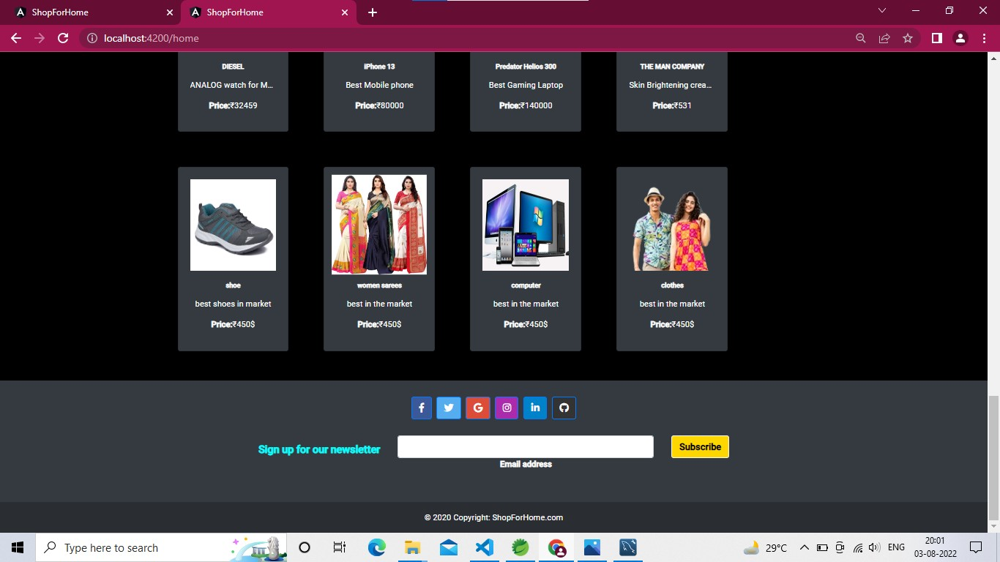 ShopForHome
ShopForHome
localhost:4200/home
DIESEL
ANALOG watch for M...
Price:₹32459
iPhone 13
Best Mobile phone
Price:₹80000
Predator Helios 300
Best Gaming Laptop
Price:₹140000
THE MAN COMPANY
Skin Brightening crea...
Price:₹531
shoe
best shoes in market
Price:₹450$
women sarees
best in the market
Price:₹450$
computer
best in the market
Price:₹450$
clothes
best in the market
Price:₹450$
Sign up for our newsletter
Subscribe
Email address
© 2020 Copyright: ShopForHome.com
Type here to search
29°C
ENG
20:01
03-08-2022